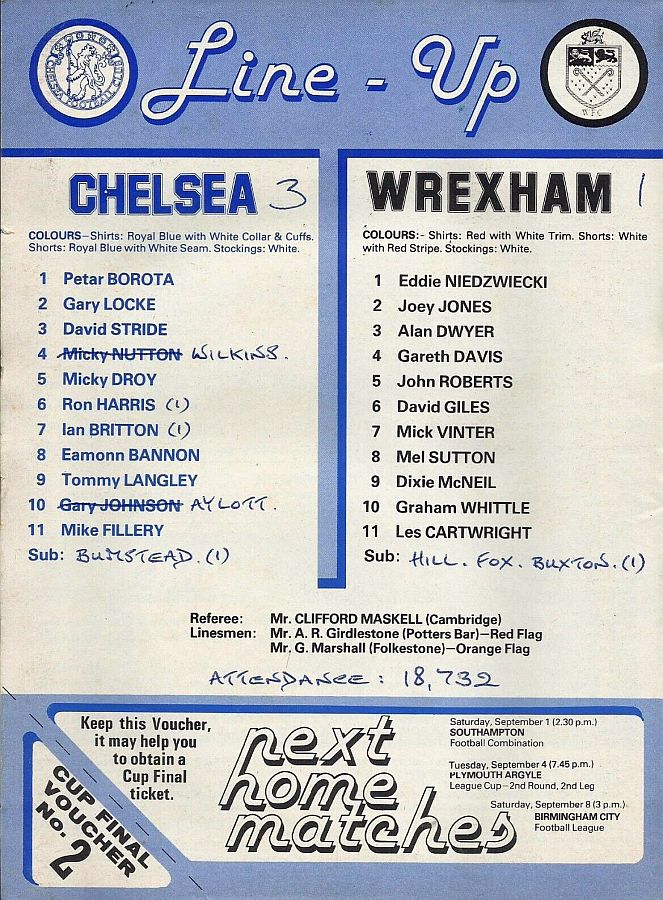 CHELSEA FOOTBALL CLUB
Line - Up
WFC
CHELSEA 3
COLOURS—Shirts: Royal Blue with White Collar & Cuffs.
Shorts: Royal Blue with White Seam. Stockings: White.
1 Petar BOROTA
2 Gary LOCKE
3 David STRIDE
4 Micky NUTTON WILKINS.
5 Micky DROY
6 Ron HARRIS (1)
7 Ian BRITTON (1)
8 Eamonn BANNON
9 Tommy LANGLEY
10 Gary JOHNSON AYLOTT.
11 Mike FILLERY
Sub: BUMSTEAD. (1)
WREXHAM 1
COLOURS:- Shirts: Red with White Trim. Shorts: White
with Red Stripe. Stockings: White.
1 Eddie NIEDZWIECKI
2 Joey JONES
3 Alan DWYER
4 Gareth DAVIS
5 John ROBERTS
6 David GILES
7 Mick VINTER
8 Mel SUTTON
9 Dixie McNEIL
10 Graham WHITTLE
11 Les CARTWRIGHT
Sub: HILL. FOX. BUXTON. (1)
Referee: Mr. CLIFFORD MASKELL (Cambridge)
Linesmen: Mr. A. R. Girdlestone (Potters Bar)—Red Flag
Mr. G. Marshall (Folkestone)—Orange Flag
ATTENDANCE : 18,732
Keep this Voucher,
it may help you
to obtain a
Cup Final
ticket.
CUP FINAL
VOUCHER
No. 2
next
home
matches
Saturday, September 1 (2.30 p.m.)
SOUTHAMPTON
Football Combination
Tuesday, September 4 (7.45 p.m.)
PLYMOUTH ARGYLE
League Cup—2nd Round, 2nd Leg
Saturday, September 8 (3 p.m.)
BIRMINGHAM CITY
Football League